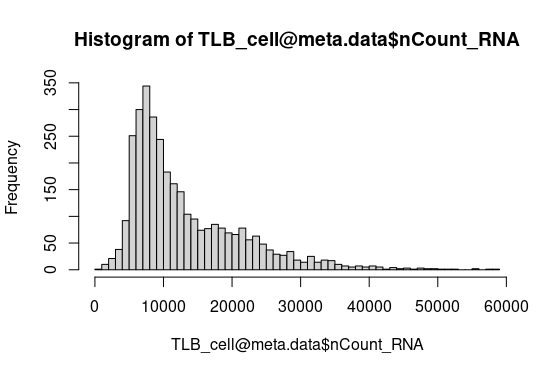 Histogram of TLB_cell@meta.data$nCount_RNA
Frequency
350
250
150
50
0
0 10000 20000 30000 40000 50000 60000
TLB_cell@meta.data$nCount_RNA